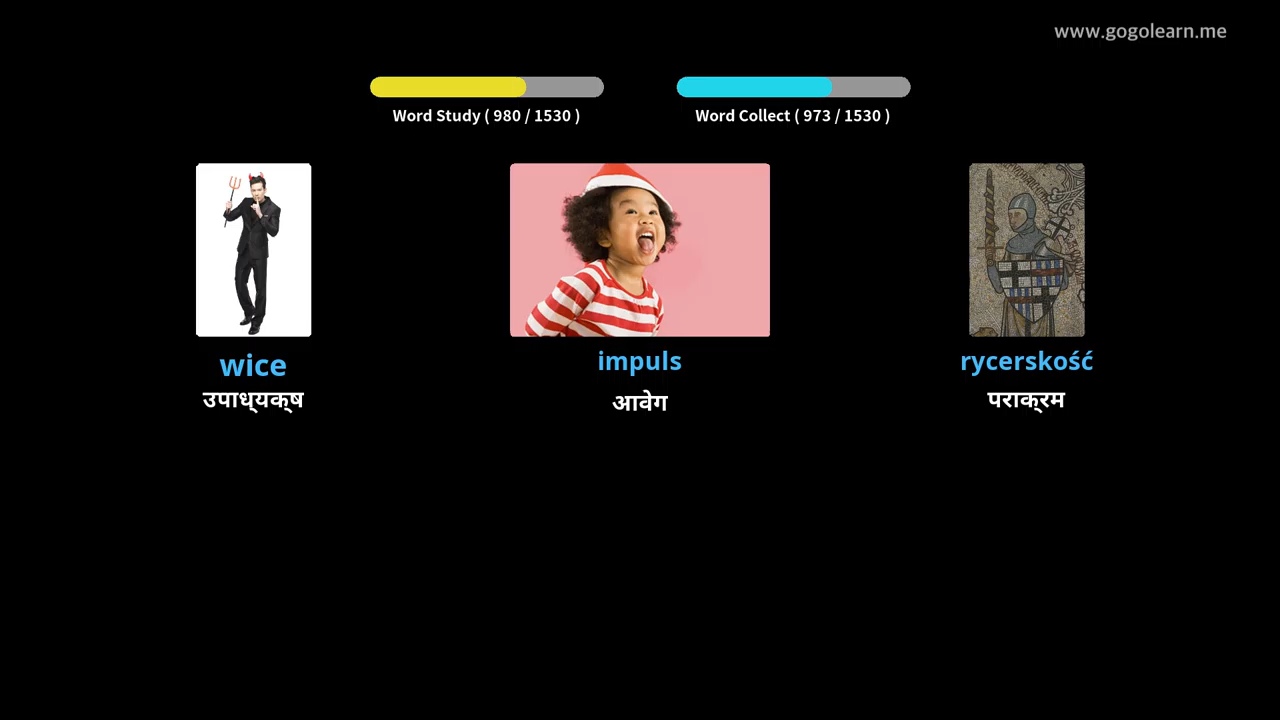 www.gogolearn.me
Word Study ( 980 / 1530 )
Word Collect ( 973 / 1530 )
wice
उपाध्यक्ष
impuls
आवेग
rycerskość
पराक्रम